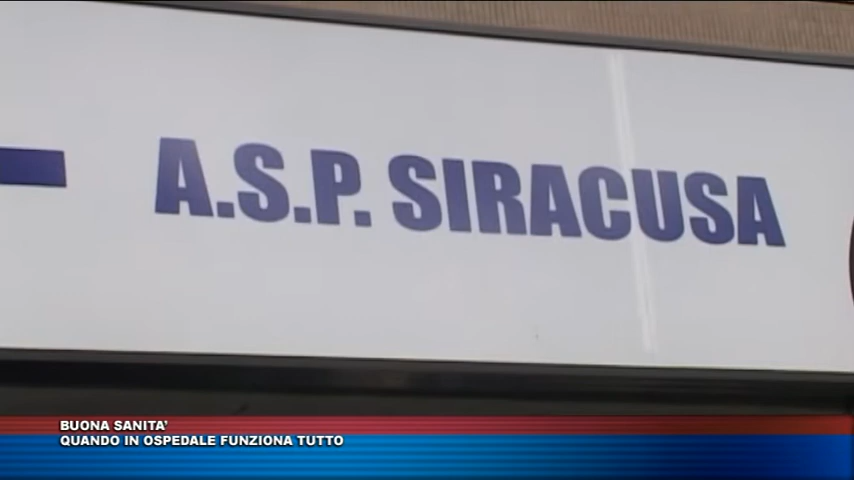 A.S.P. SIRACUSA
BUONA SANITA'
QUANDO IN OSPEDALE FUNZIONA TUTTO